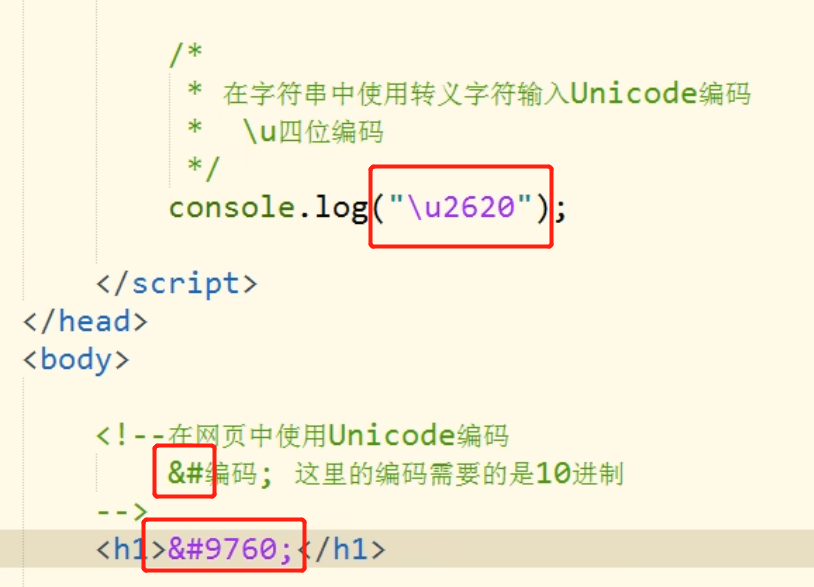 /*
* 在字符串中使用转义字符输入Unicode编码
* \u四位编码
*/
console.log("\u2620");
</script>
</head>
<body>
<!--在网页中使用Unicode编码
&#编码; 这里的编码需要的是10进制
-->
<h1>&#9760;</h1>